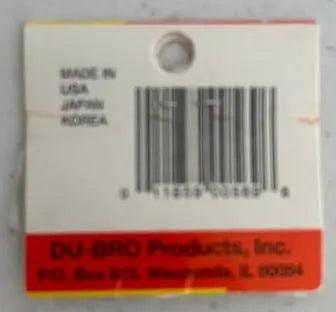 MADE IN
USA
JAPAN
KOREA
DU-BRO Products, Inc.
P.O. Box 815, Wauconda, IL 60084